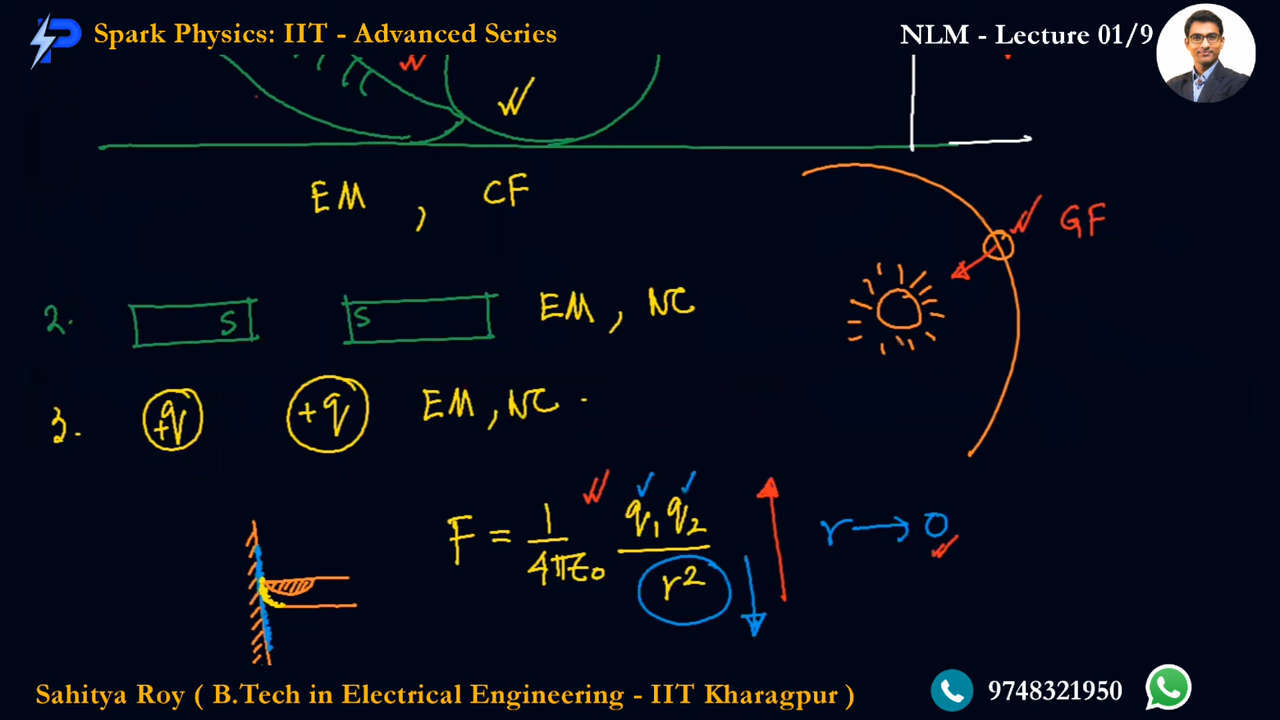 Spark Physics: IIT - Advanced Series
NLM - Lecture 01/9
EM , CF
GF
2. S S EM , NC
3. +q +q EM , NC .
F = 1/4πε₀ q₁q₂/r²
r → 0
Sahitya Roy ( B.Tech in Electrical Engineering - IIT Kharagpur )
9748321950